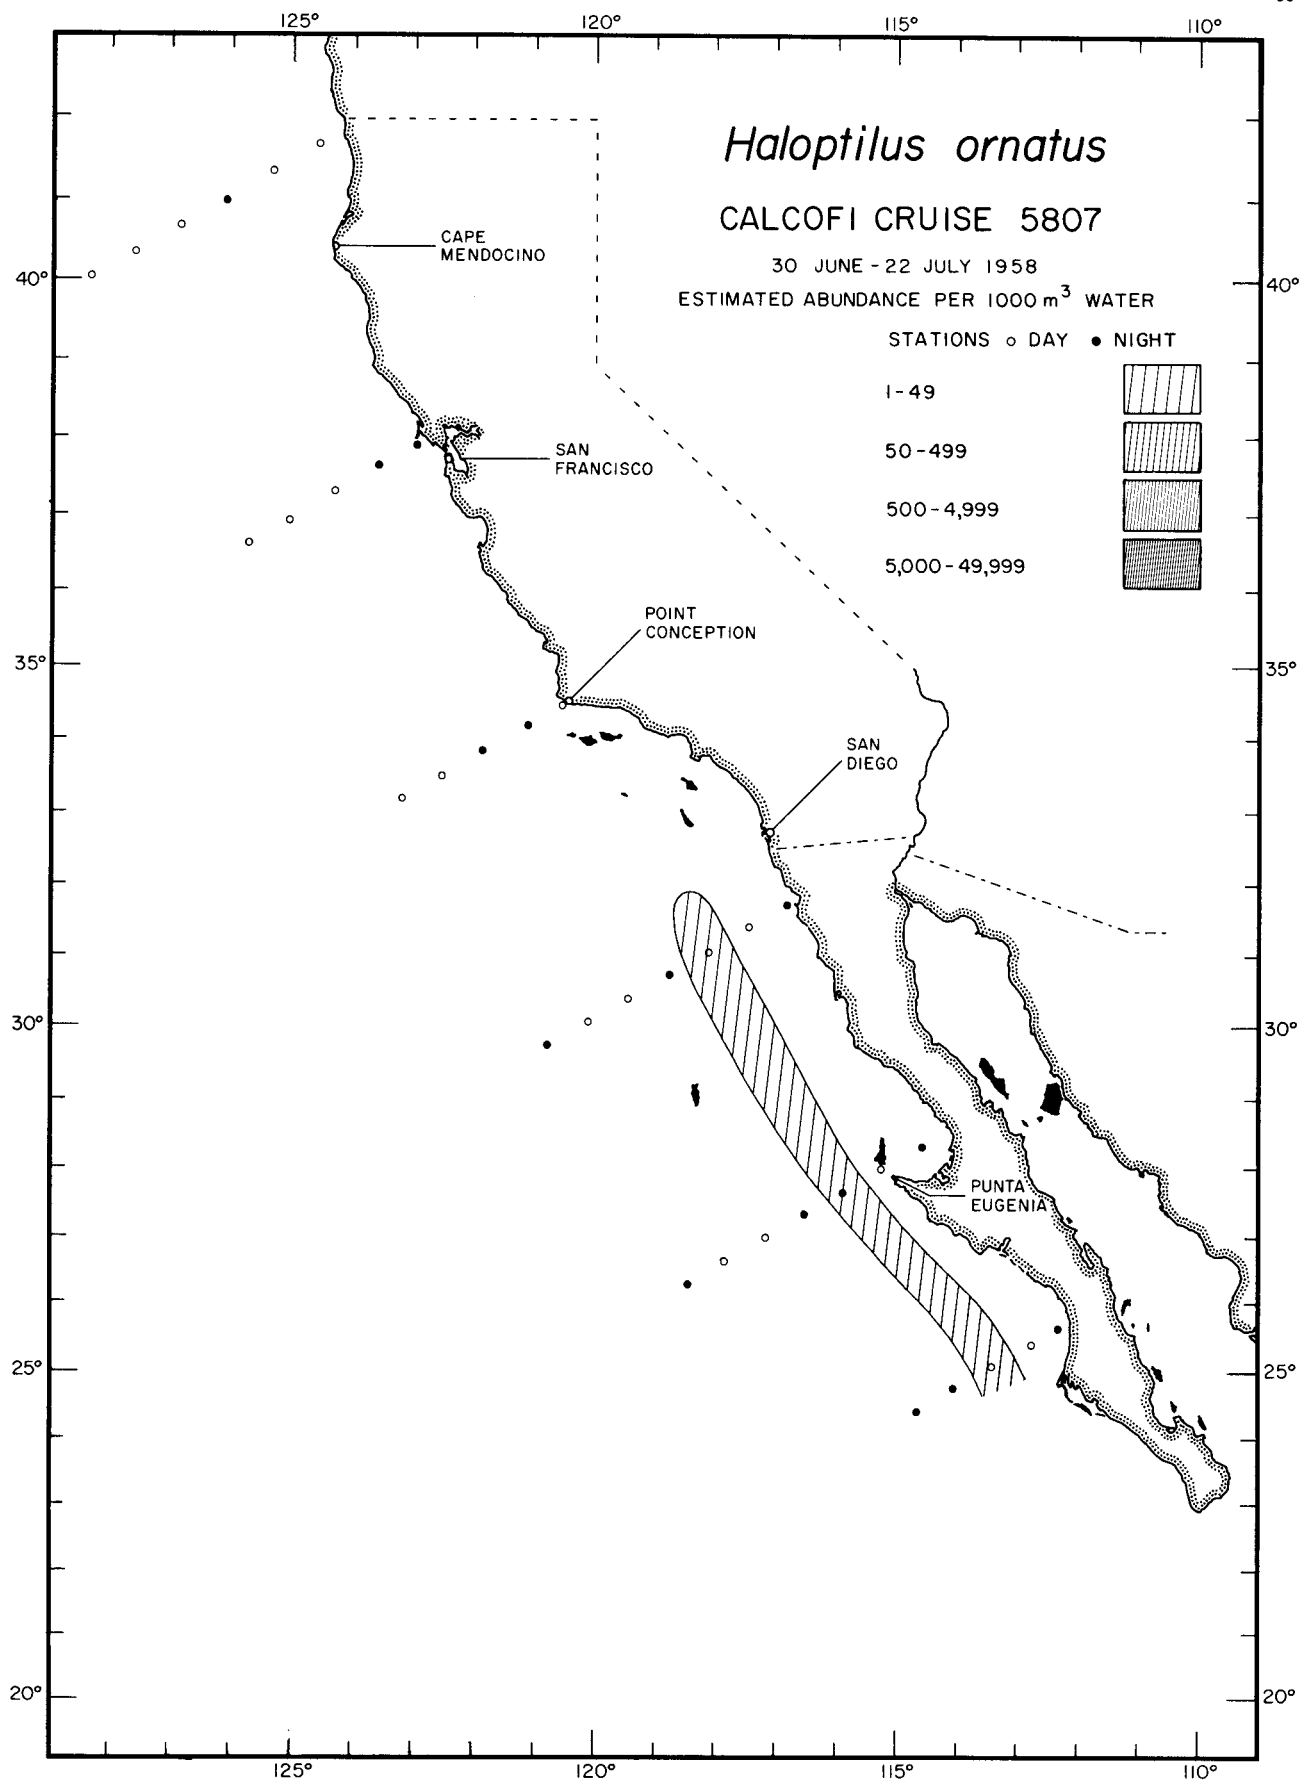 125° 120° 115° 110°
Haloptilus ornatus
CALCOFI CRUISE 5807
30 JUNE - 22 JULY 1958
ESTIMATED ABUNDANCE PER 1000 m³ WATER
STATIONS ○ DAY ● NIGHT
1-49
50-499
500-4,999
5,000-49,999
CAPE
MENDOCINO
40° 40°
SAN
FRANCISCO
POINT
CONCEPTION
35° 35°
SAN
DIEGO
30° 30°
PUNTA
EUGENIA
25° 25°
20° 20°
125° 120° 115° 110°